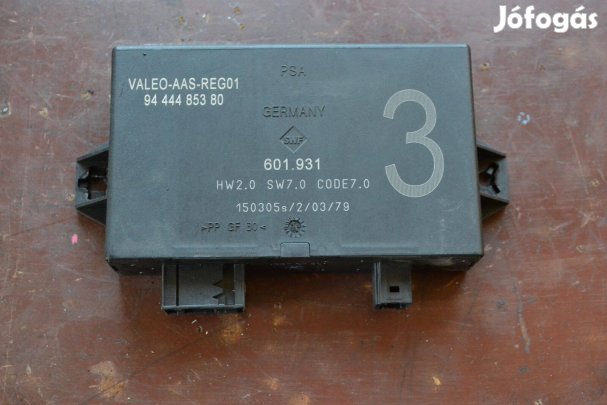 Jófogás
PSA
VALEO-AAS-REG01
94 444 853 80
GERMANY
SWF
3
601.931
HW2.0 SW7.0 CODE7.0
150305s/2/03/79
>PP GF 30<